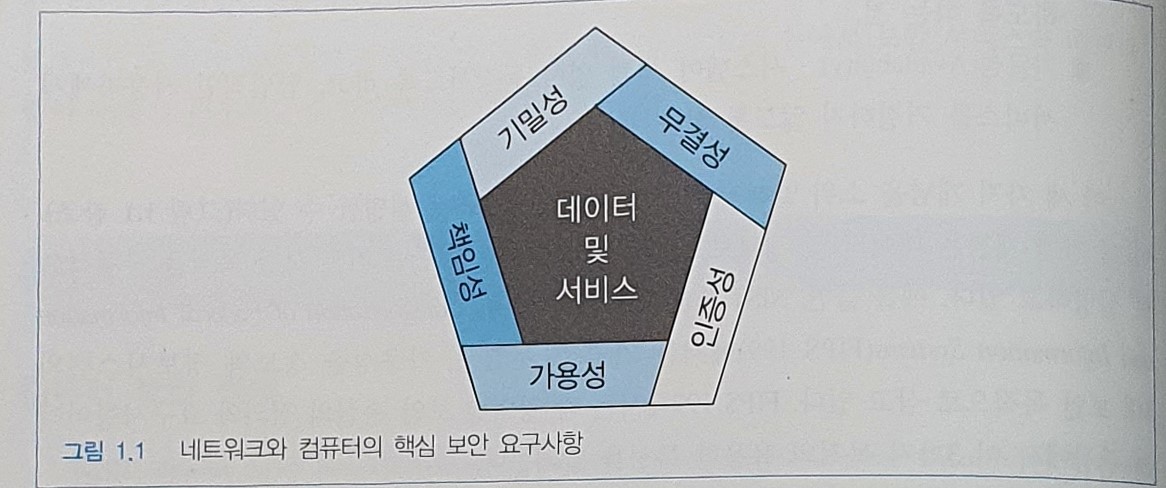 기밀성
무결성
책임성
데이터
및
서비스
인증성
가용성
그림 1.1 네트워크와 컴퓨터의 핵심 보안 요구사항